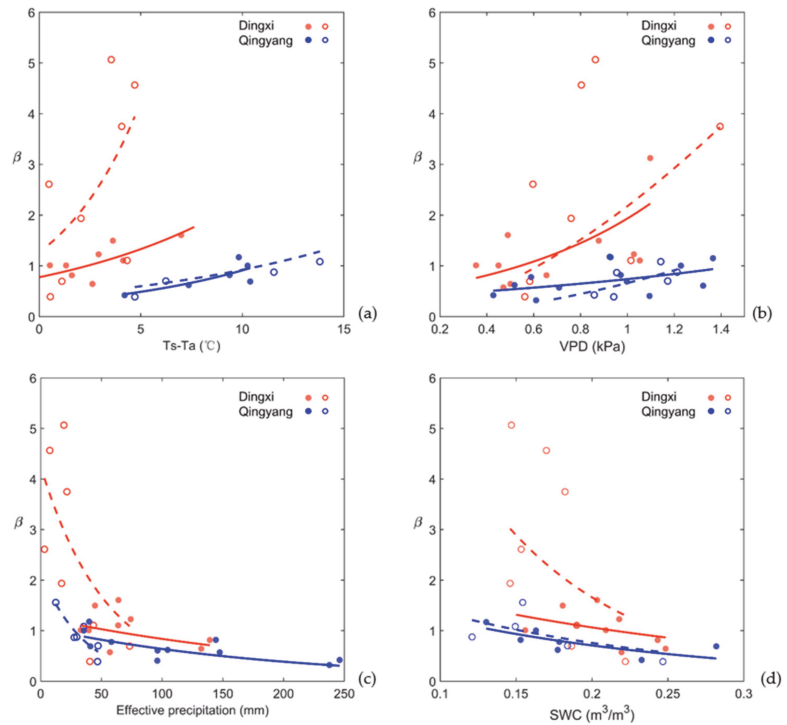 Dingxi
Qingyang
6
5
4
3
2
1
0
β
0
5
10
15
Ts-Ta (℃)
(a)
Dingxi
Qingyang
6
5
4
3
2
1
0
β
0.2
0.4
0.6
0.8
1
1.2
1.4
VPD (kPa)
(b)
Dingxi
Qingyang
6
5
4
3
2
1
0
β
0
50
100
150
200
250
Effective precipitation (mm)
(c)
Dingxi
Qingyang
6
5
4
3
2
1
0
β
0.1
0.15
0.2
0.25
0.3
SWC (m³/m³)
(d)